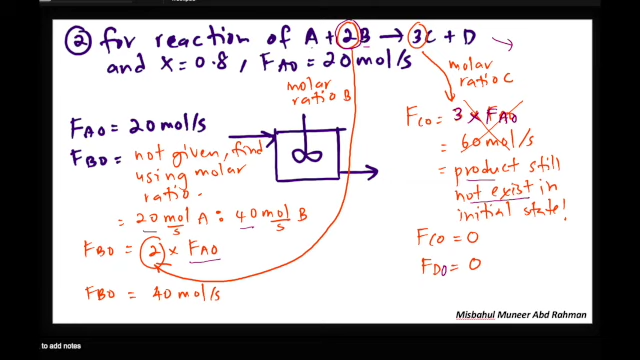 ② for reaction of A + 2B → 3C + D
and X = 0.8 , FA0 = 20 mol/s
molar
ratio B
molar
ratio C
FA0 = 20 mol/s
FB0 = not given, find
using molar
ratio.
= 20 mol/s A : 40 mol/s B
FB0 = 2 × FA0
FB0 = 40 mol/s
FC0 = 3 × FA0
= 60 mol/s
= product still
not exist in
initial state!
FC0 = 0
FD0 = 0
Misbahul Muneer Abd Rahman
to add notes